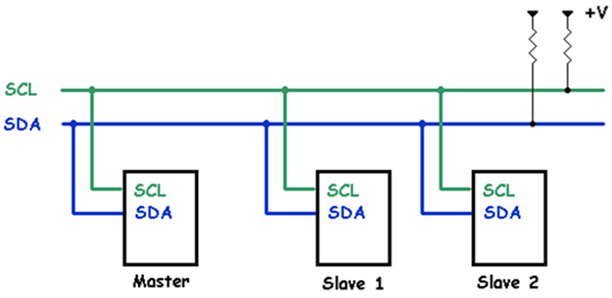 +V
SCL
SDA
SCL
SDA
SCL
SDA
SCL
SDA
Master
Slave 1
Slave 2